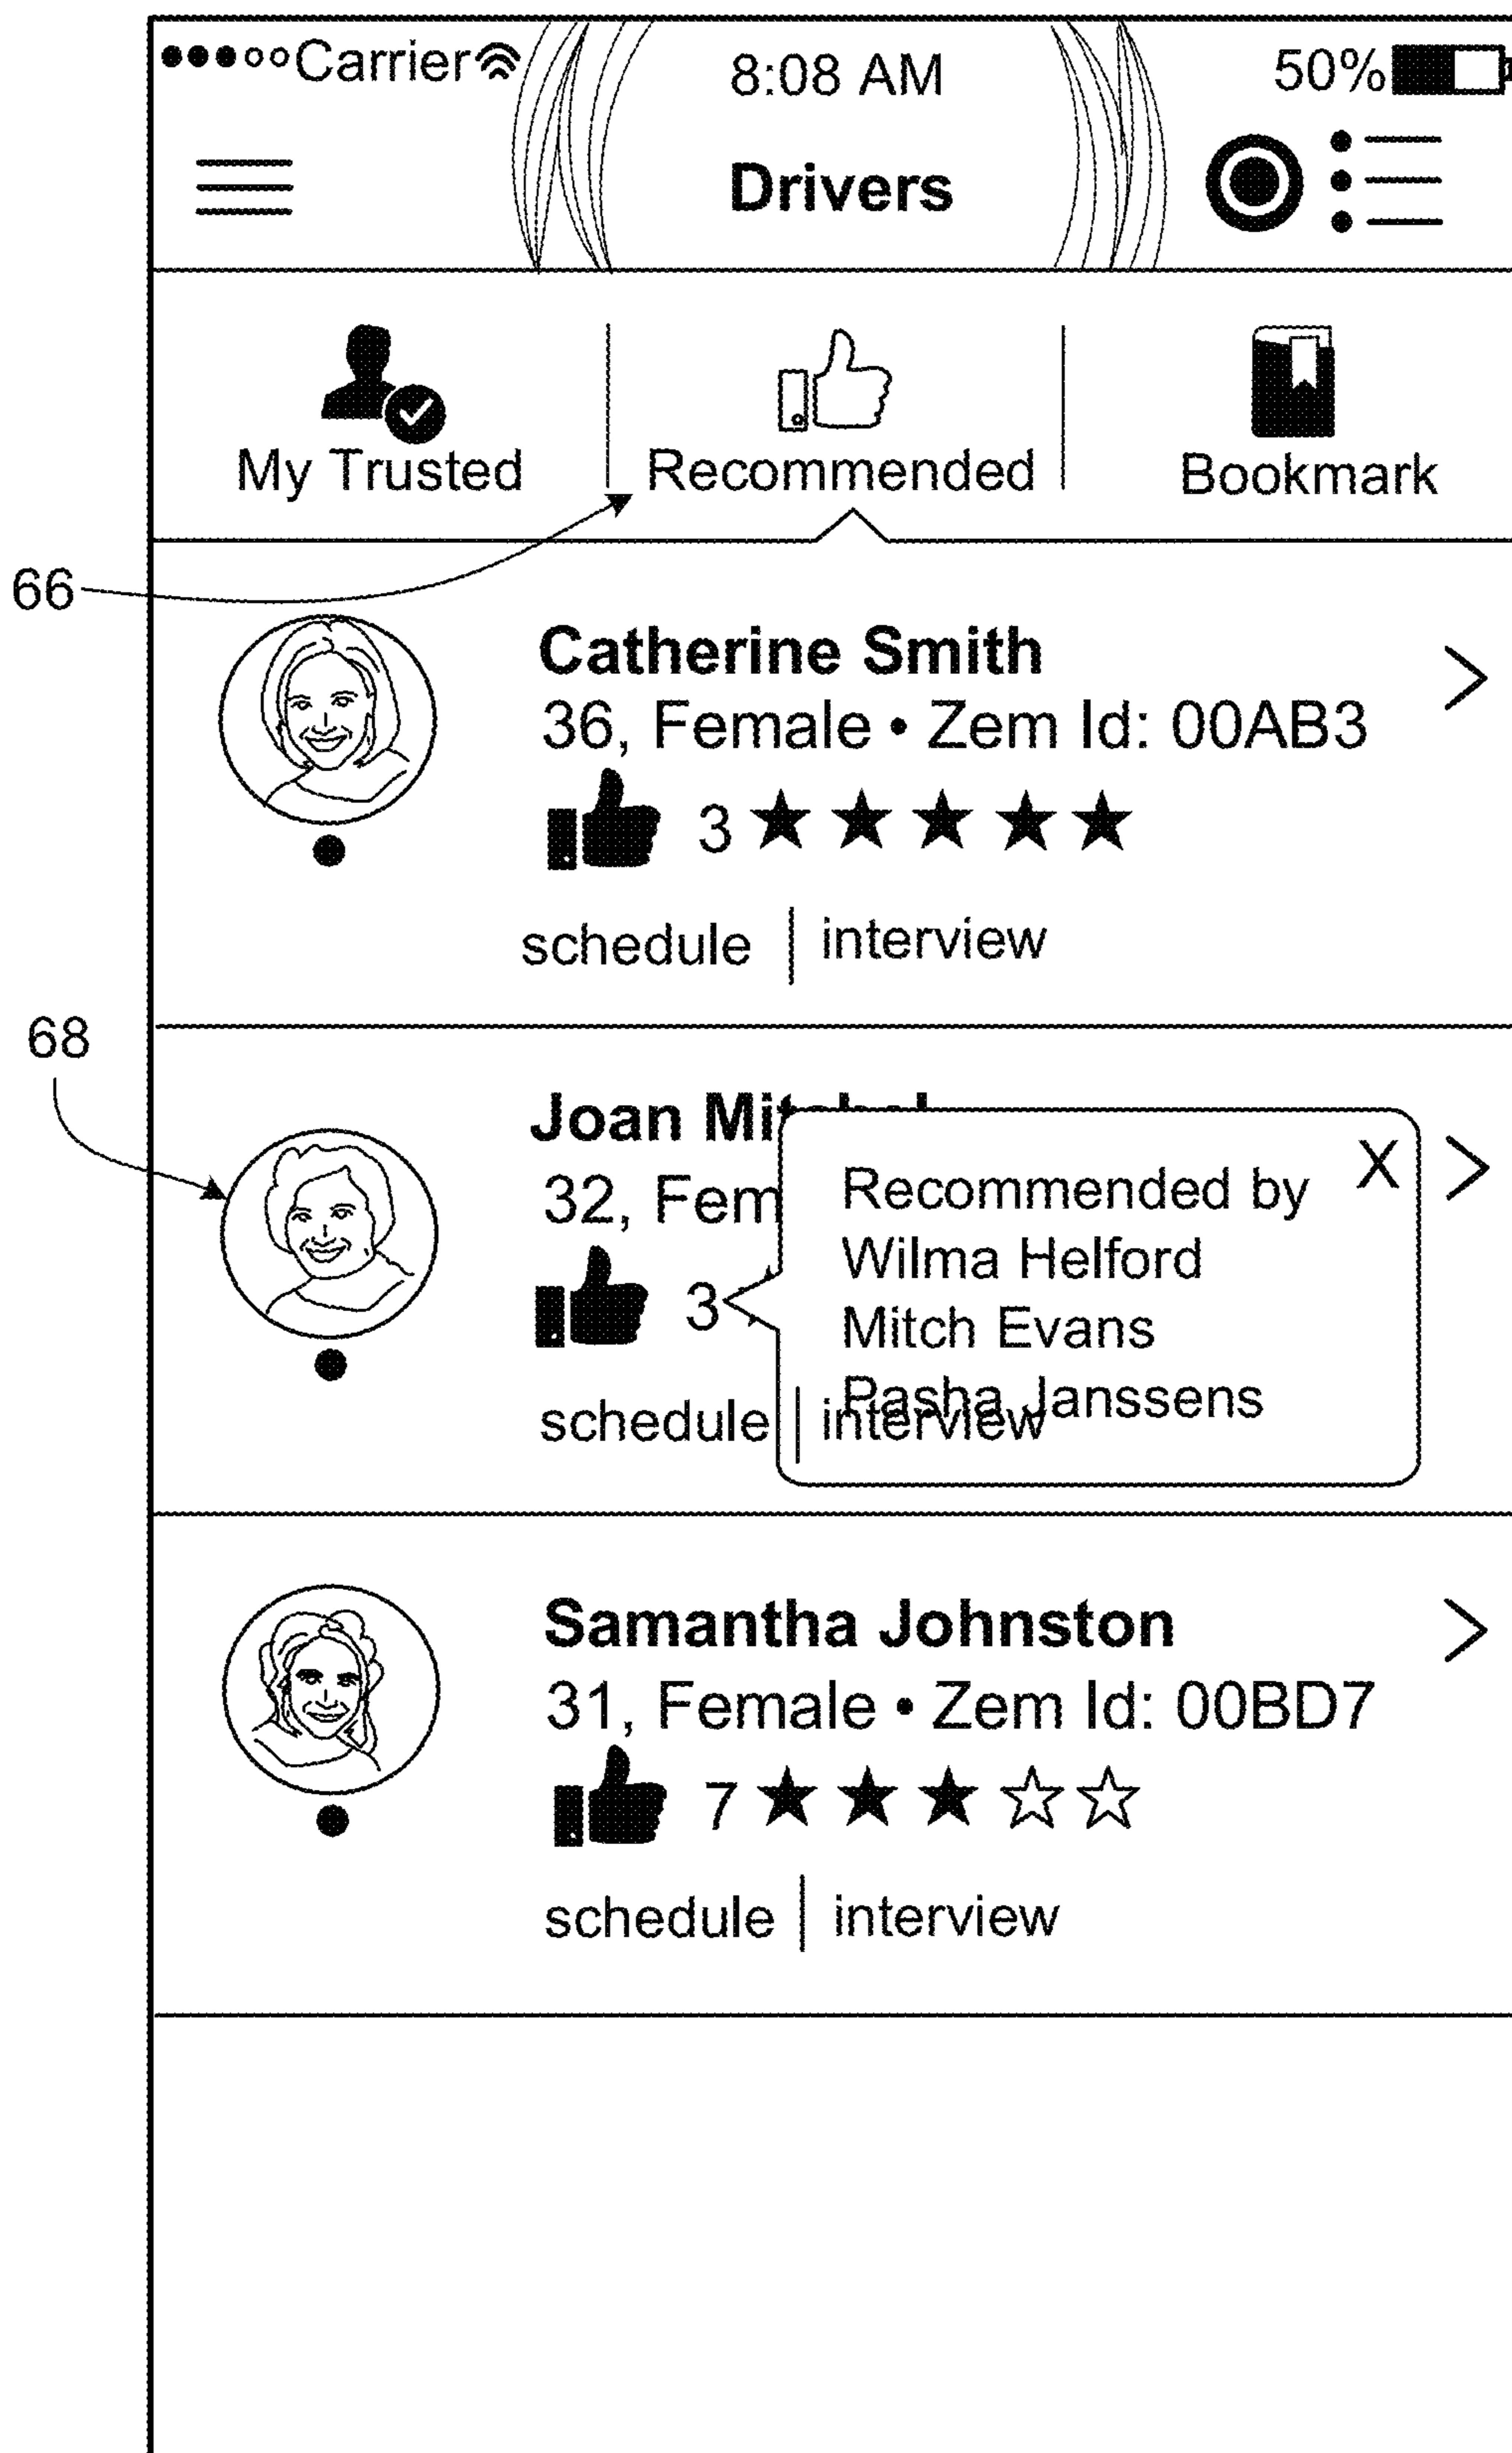 Carrier 8:08 AM 50%
Drivers
My Trusted Recommended Bookmark
66
Catherine Smith
36, Female • Zem Id: 00AB3
3
schedule | interview
68
Joan
32,
3
Recommended by X
Wilma Helford
Mitch Evans
Pasha Janssens
schedule | interview
Samantha Johnston
31, Female • Zem Id: 00BD7
7
schedule | interview